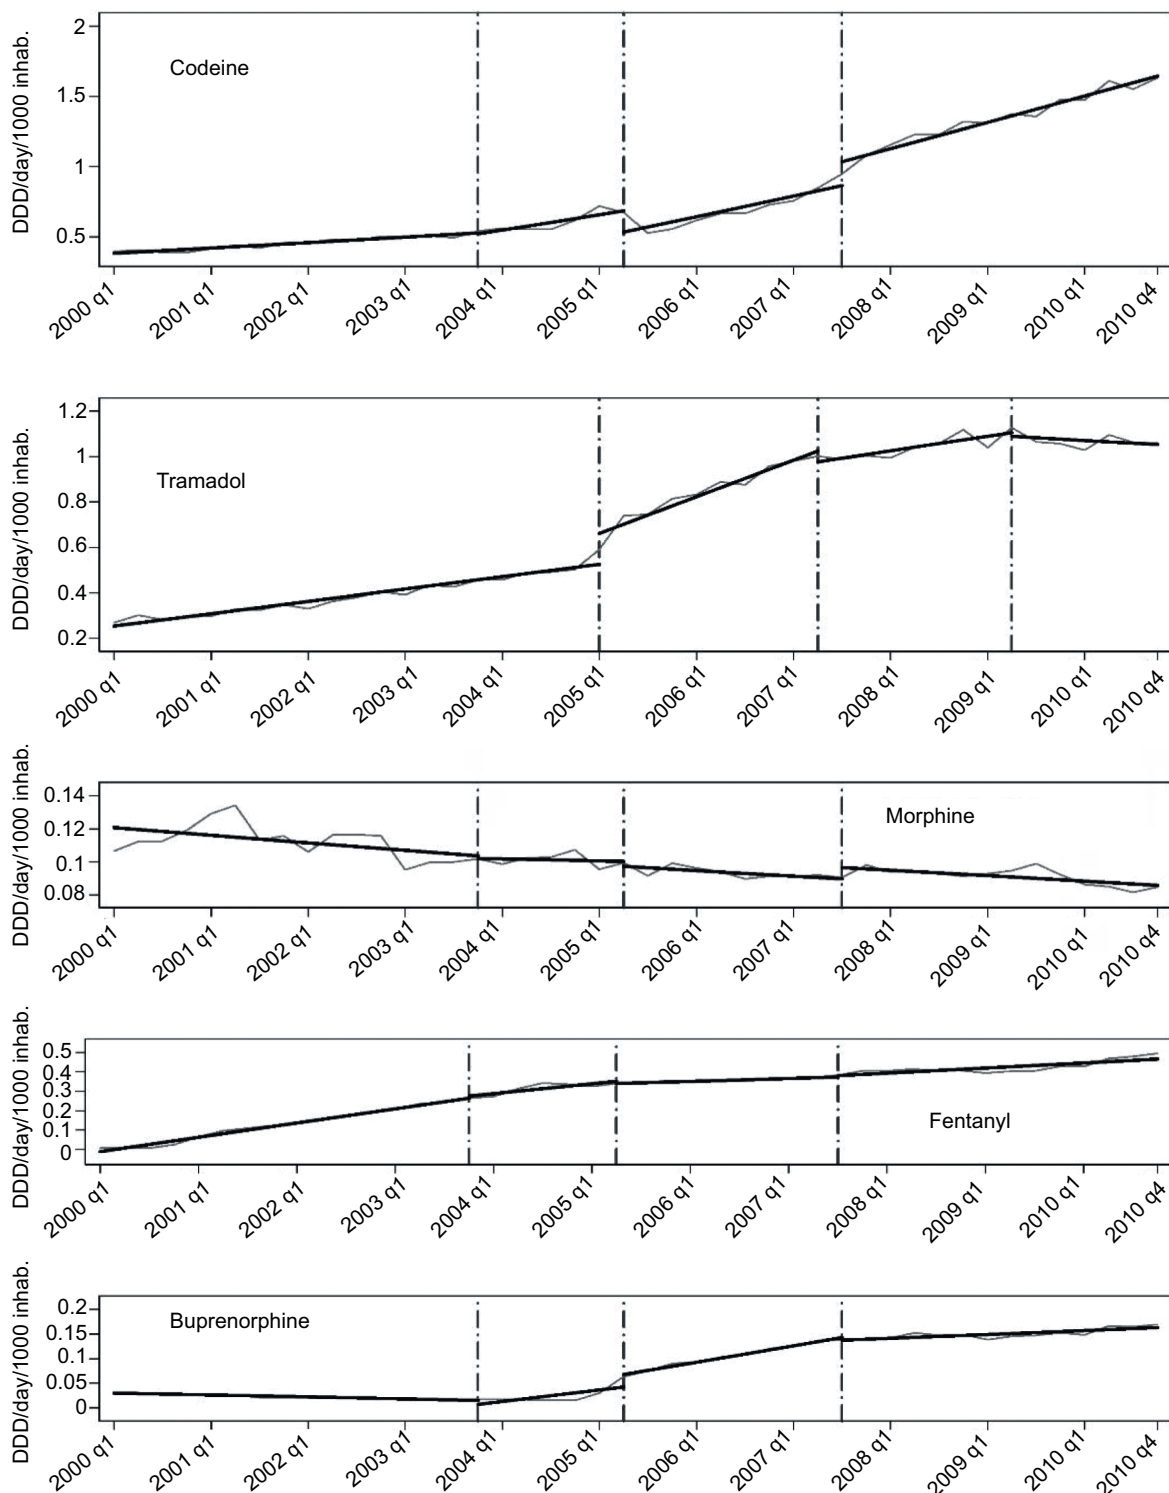 DDD/day/1000 inhab.
2
1.5
1
0.5
Codeine
2000 q1
2001 q1
2002 q1
2003 q1
2004 q1
2005 q1
2006 q1
2007 q1
2008 q1
2009 q1
2010 q1
2010 q4
DDD/day/1000 inhab.
1.2
1
0.8
0.6
0.4
0.2
Tramadol
2000 q1
2001 q1
2002 q1
2003 q1
2004 q1
2005 q1
2006 q1
2007 q1
2008 q1
2009 q1
2010 q1
2010 q4
DDD/day/1000 inhab.
0.14
0.12
0.1
0.08
Morphine
2000 q1
2001 q1
2002 q1
2003 q1
2004 q1
2005 q1
2006 q1
2007 q1
2008 q1
2009 q1
2010 q1
2010 q4
DDD/day/1000 inhab.
0.5
0.4
0.3
0.2
0.1
0
Fentanyl
2000 q1
2001 q1
2002 q1
2003 q1
2004 q1
2005 q1
2006 q1
2007 q1
2008 q1
2009 q1
2010 q1
2010 q4
DDD/day/1000 inhab.
0.2
0.15
0.1
0.05
0
Buprenorphine
2000 q1
2001 q1
2002 q1
2003 q1
2004 q1
2005 q1
2006 q1
2007 q1
2008 q1
2009 q1
2010 q1
2010 q4